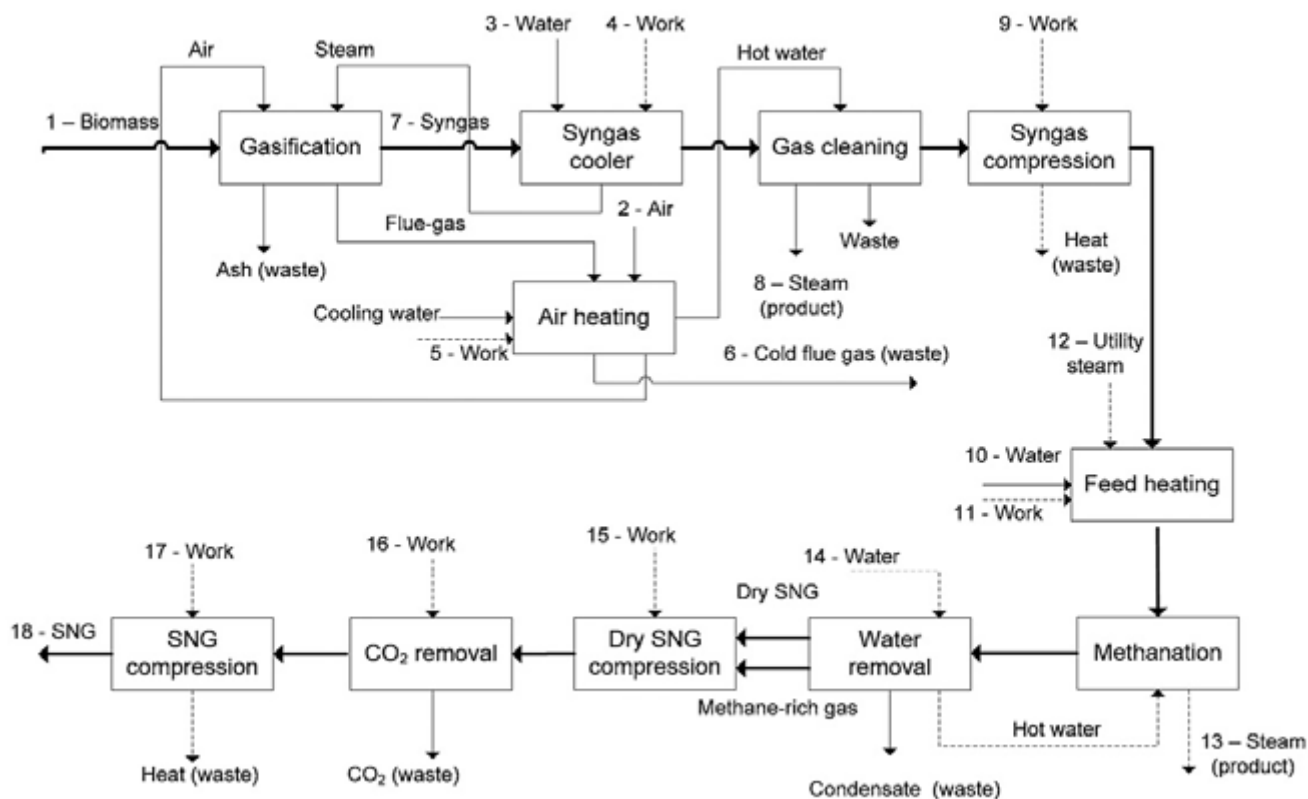 3 - Water
4 - Work
9 - Work
Air
Steam
Hot water
1 – Biomass
7 - Syngas
Gasification
Syngas
cooler
Gas cleaning
Syngas
compression
2 - Air
Flue-gas
Waste
Ash (waste)
Heat
(waste)
8 – Steam
(product)
Cooling water
Air heating
5 - Work
6 - Cold flue gas (waste)
12 – Utility
steam
10 - Water
Feed heating
11 - Work
17 - Work
16 - Work
15 - Work
14 - Water
Dry SNG
18 - SNG
SNG
compression
CO₂ removal
Dry SNG
compression
Water
removal
Methanation
Methane-rich gas
Hot water
13 – Steam
(product)
Heat (waste)
CO₂ (waste)
Condensate (waste)